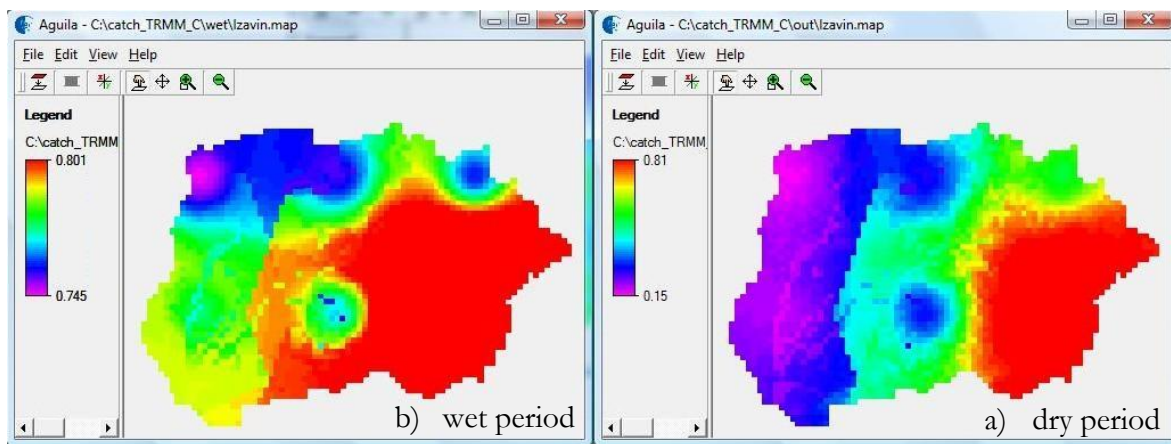 Aguila - C:\catch_TRMM_C\wet\lzavin.map
File Edit View Help
Legend
C:\catch_TRMM
0.801
0.745
b) wet period
Aguila - C:\catch_TRMM_C\out\lzavin.map
File Edit View Help
Legend
C:\catch_TRMM_
0.81
0.15
a) dry period